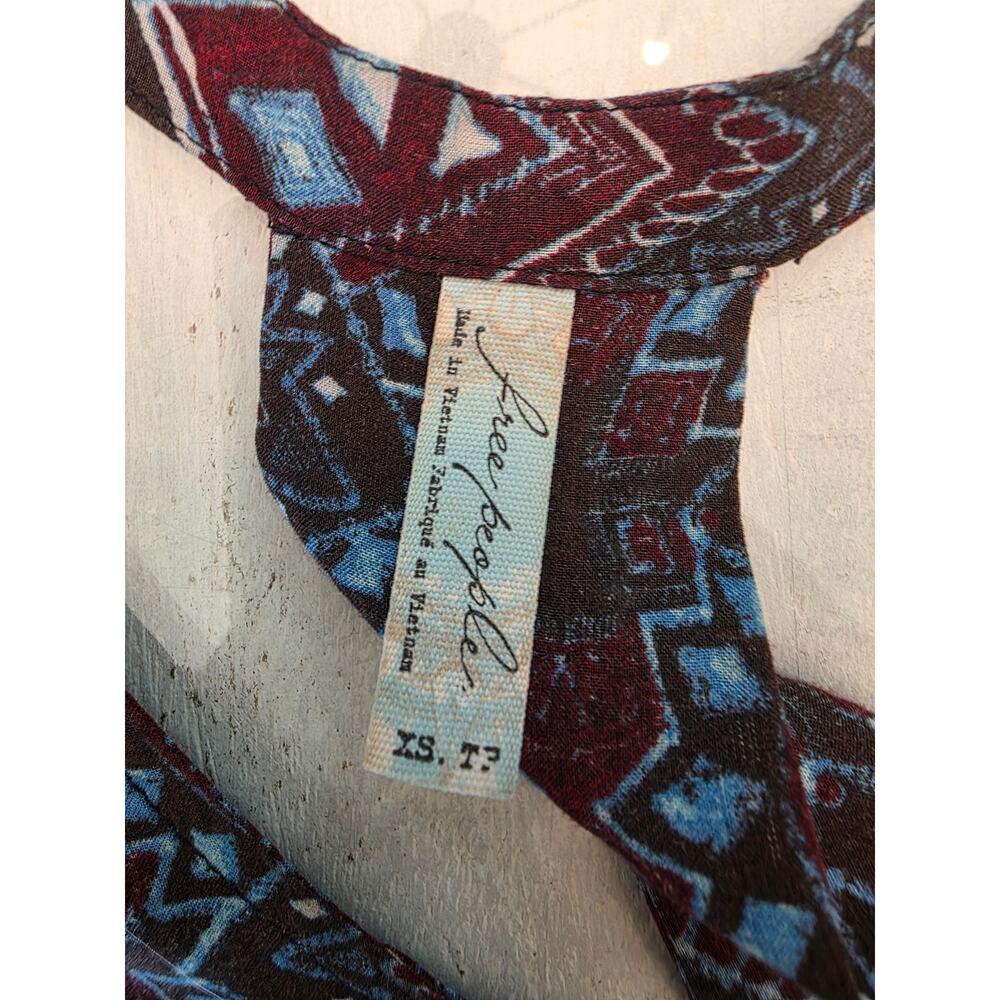 free people
Made in Vietnam Fabriqué au Vietnam
XS. TP